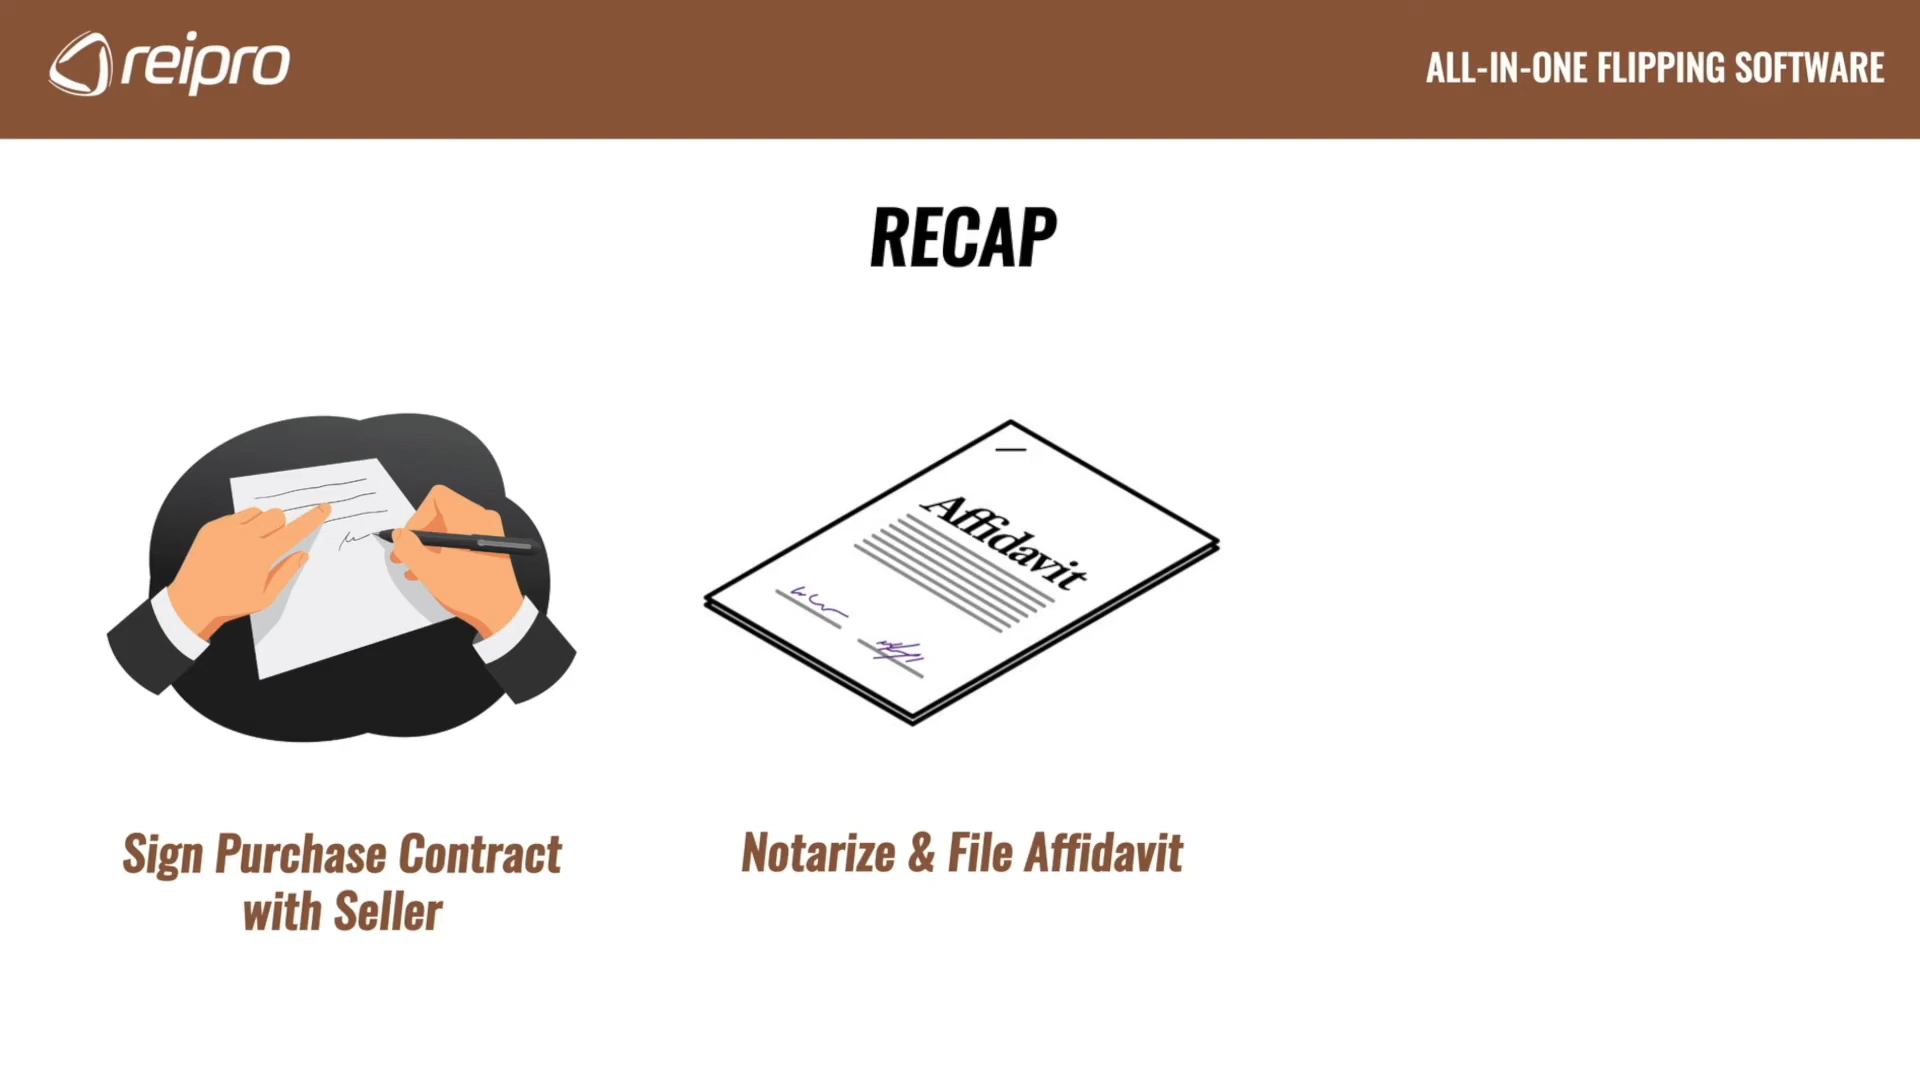 reipro
ALL-IN-ONE FLIPPING SOFTWARE
RECAP
Affidavit
Sign Purchase Contract
with Seller
Notarize & File Affidavit